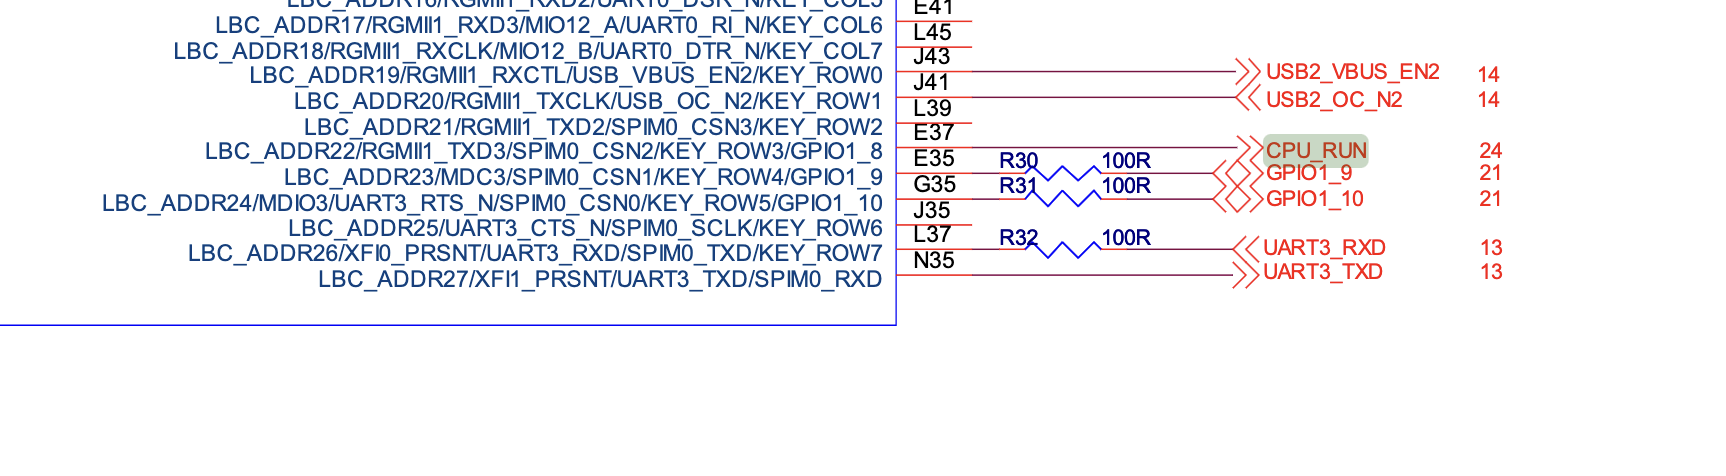 LBC_ADDR16/RGMII1_RXD2/UART0_DSR_N/KEY_COL5
E41
LBC_ADDR17/RGMII1_RXD3/MIO12_A/UART0_RI_N/KEY_COL6
L45
LBC_ADDR18/RGMII1_RXCLK/MIO12_B/UART0_DTR_N/KEY_COL7
J43
LBC_ADDR19/RGMII1_RXCTL/USB_VBUS_EN2/KEY_ROW0 USB2_VBUS_EN2 14
J41
LBC_ADDR20/RGMII1_TXCLK/USB_OC_N2/KEY_ROW1 USB2_OC_N2 14
L39
LBC_ADDR21/RGMII1_TXD2/SPIM0_CSN3/KEY_ROW2
E37
LBC_ADDR22/RGMII1_TXD3/SPIM0_CSN2/KEY_ROW3/GPIO1_8 CPU_RUN 24
E35 R30 100R
LBC_ADDR23/MDC3/SPIM0_CSN1/KEY_ROW4/GPIO1_9 GPIO1_9 21
G35 R31 100R
LBC_ADDR24/MDIO3/UART3_RTS_N/SPIM0_CSN0/KEY_ROW5/GPIO1_10 GPIO1_10 21
J35
LBC_ADDR25/UART3_CTS_N/SPIM0_SCLK/KEY_ROW6
L37 R32 100R
LBC_ADDR26/XFI0_PRSNT/UART3_RXD/SPIM0_TXD/KEY_ROW7 UART3_RXD 13
N35
LBC_ADDR27/XFI1_PRSNT/UART3_TXD/SPIM0_RXD UART3_TXD 13